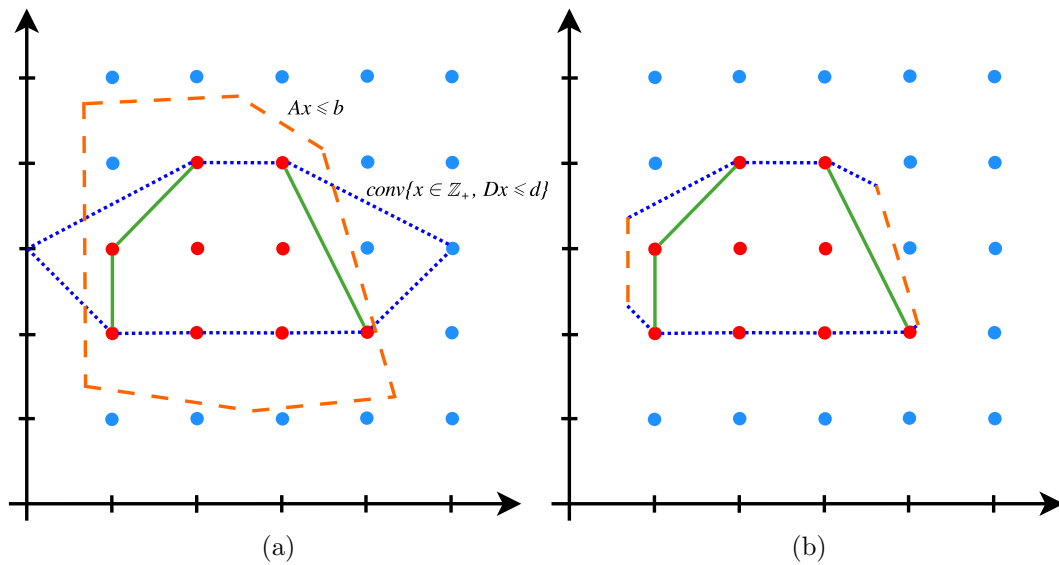 Ax ⩽ b
conv{x ∈ ℤ₊, Dx ⩽ d}
(a)
(b)